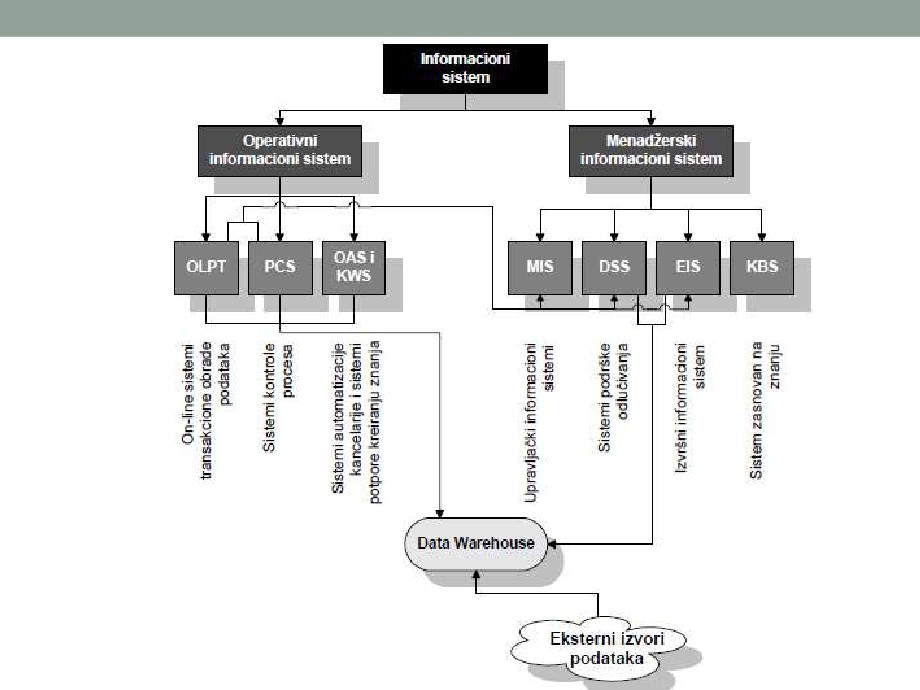 Informacioni
sistem
Operativni
informacioni sistem
Menadžerski
informacioni sistem
OLPT
PCS
OAS i
KWS
MIS
DSS
EIS
KBS
On-line sistemi
transakcione obrade
podataka
Sistemi kontrole
procesa
Sistemi automatizacije
kancelarije i sistemi
potpore kreiranju znanja
Upravljački informacioni
sistemi
Sistemi podrške
odlučivanja
Izvršni informacioni
sistem
Sistem zasnovan na
znanju
Data Warehouse
Eksterni izvori
podataka